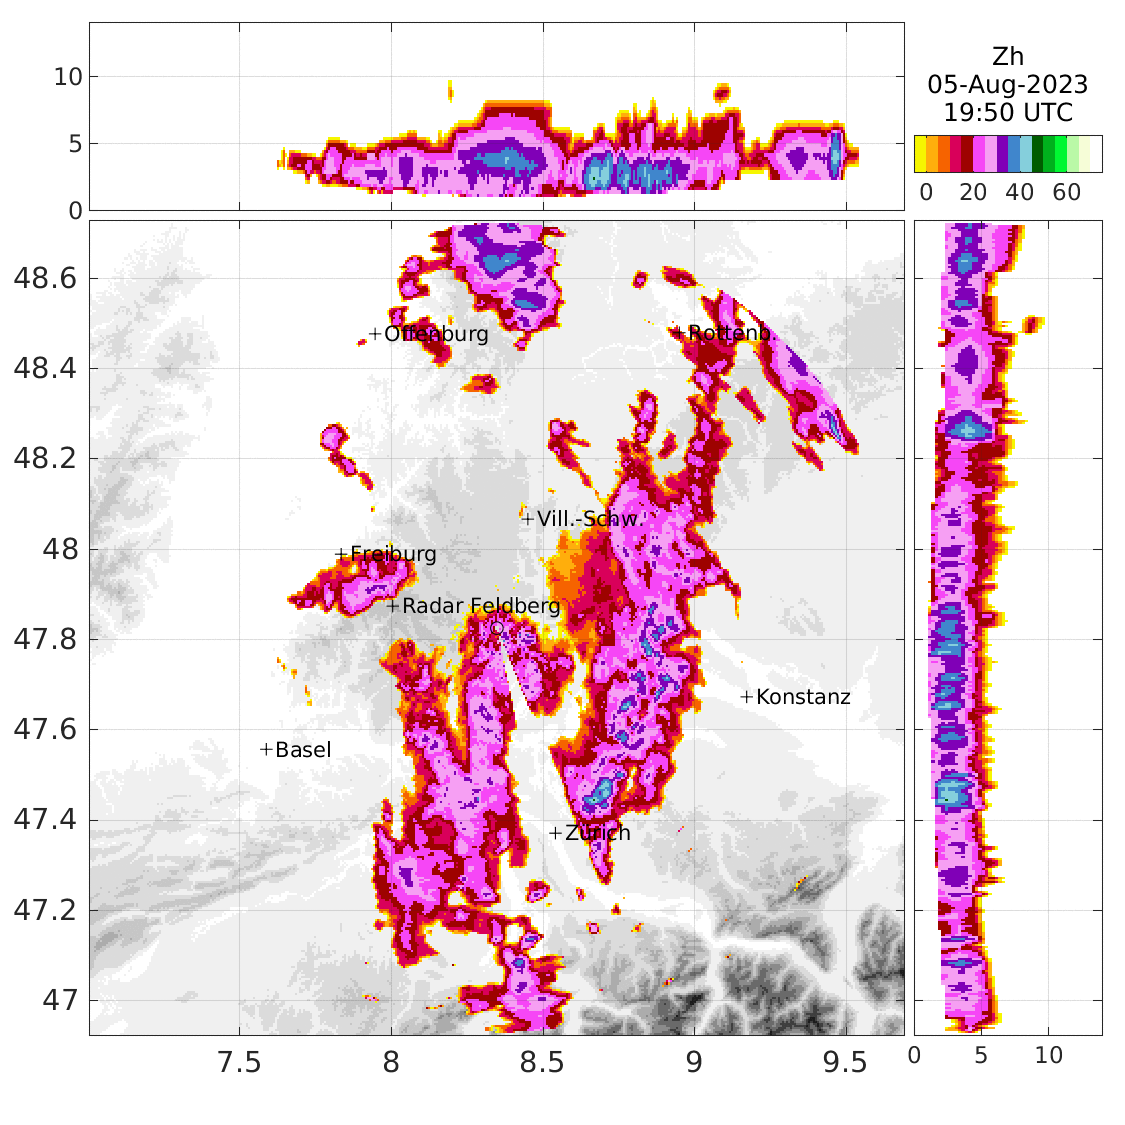 10
5
0
Zh
05-Aug-2023
19:50 UTC
0 20 40 60
48.6
48.4
48.2
48
47.8
47.6
47.4
47.2
47
Offenburg
Rottenb.
Vill.-Schw.
Freiburg
Radar Feldberg
Konstanz
Basel
Zürich
7.5 8 8.5 9 9.5
0 5 10